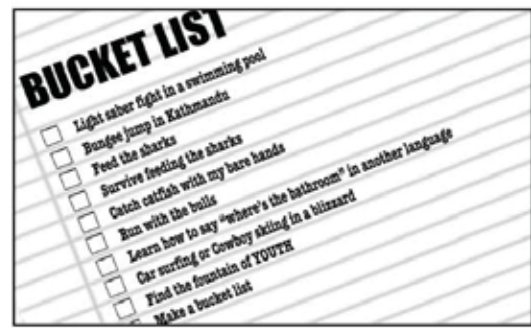 BUCKET LIST
Light saber fight in a swimming pool
Bungee jump in Kathmandu
Feed the sharks
Survive feeding the sharks
Catch catfish with my bare hands
Run with the bulls
Learn how to say "where's the bathroom" in another language
Car surfing or Cowboy skiing in a blizzard
Find the fountain of YOUTH
Make a bucket list